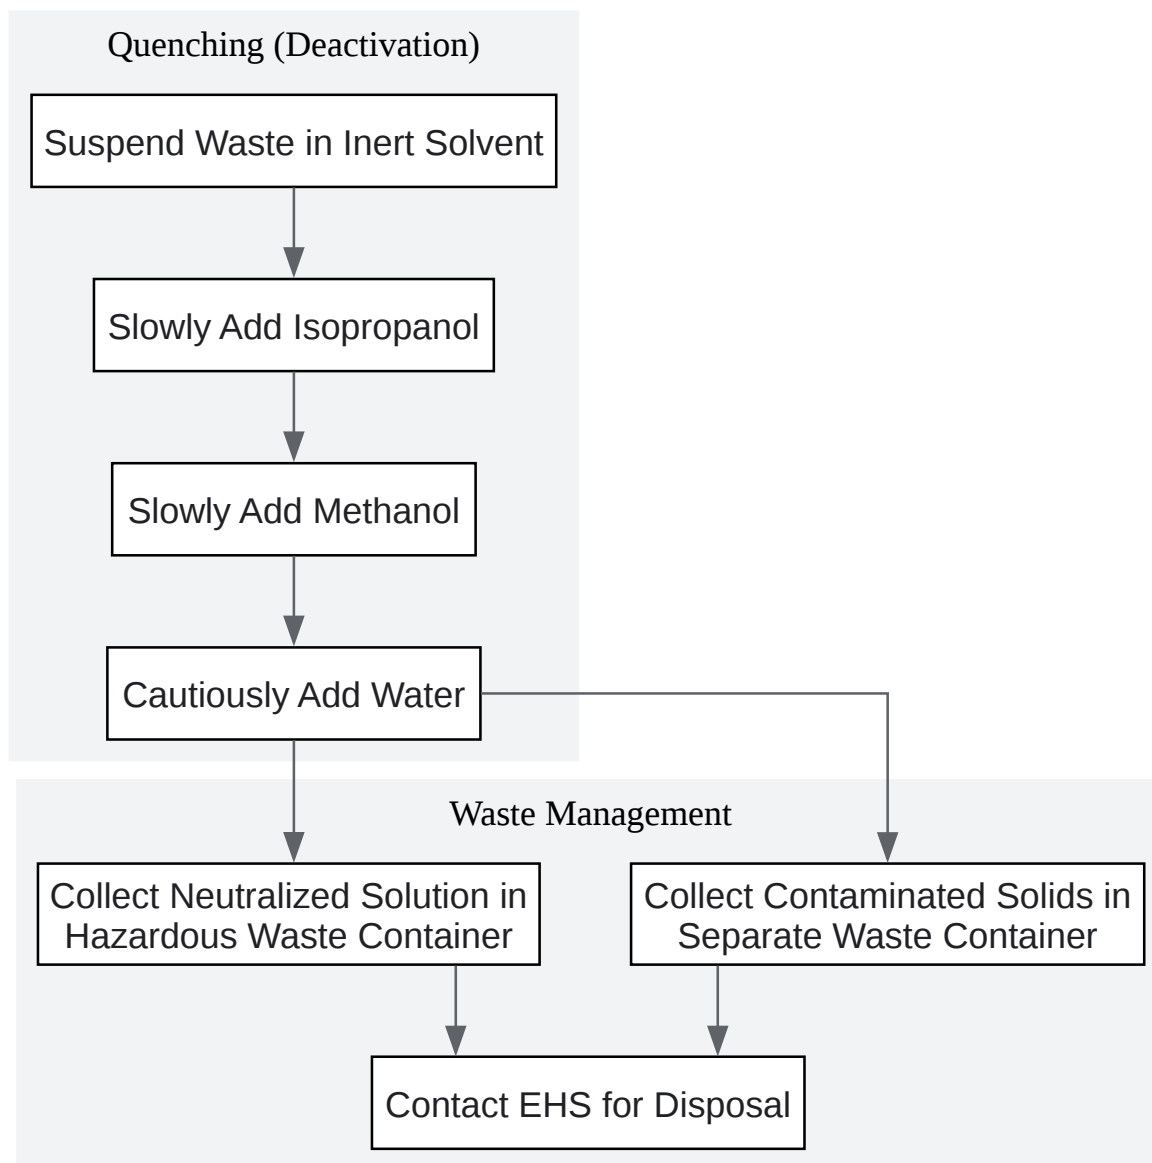 Quenching (Deactivation)
Suspend Waste in Inert Solvent
Slowly Add Isopropanol
Slowly Add Methanol
Cautiously Add Water
Waste Management
Collect Neutralized Solution in
Hazardous Waste Container
Collect Contaminated Solids in
Separate Waste Container
Contact EHS for Disposal